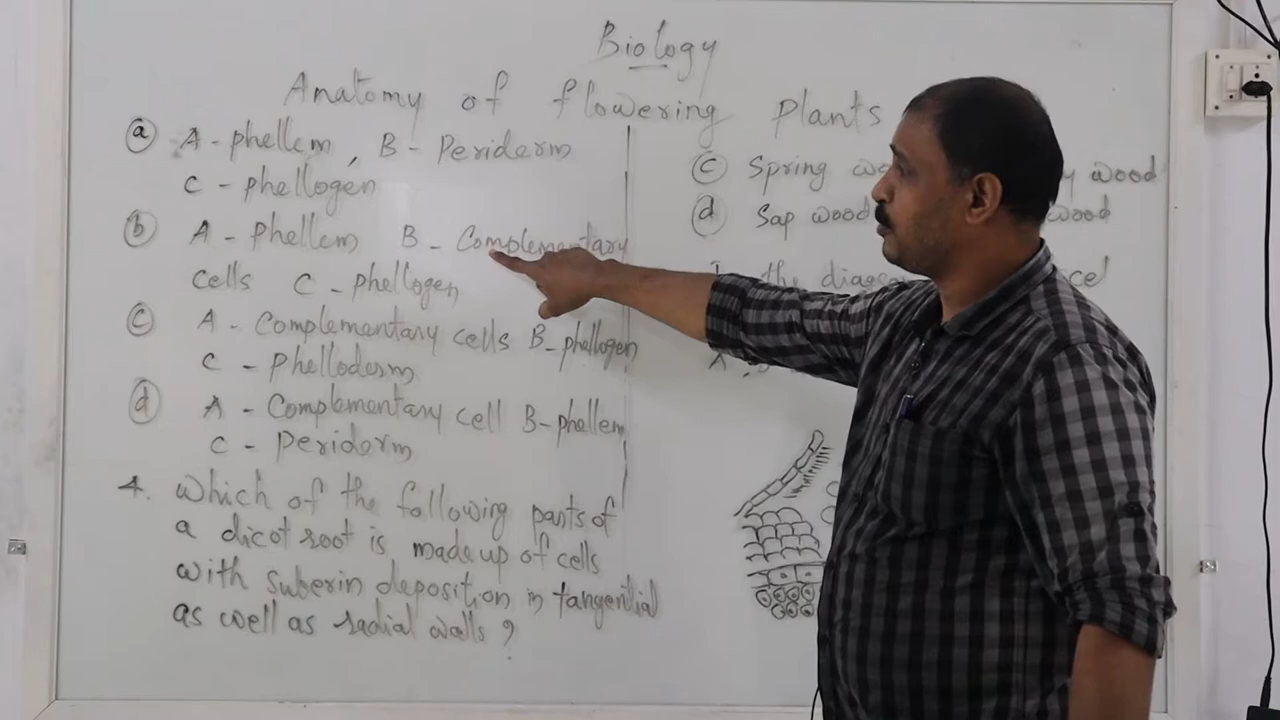 Biology
Anatomy of flowering Plants
(a) A - phellem , B - Periderm
C - phellogen
(b) A - Phellem B - Complementary
cells C - phellogen
(c) A - Complementary cells B - phellogen
C - Phelloderm
(d) A - Complementary cell B - phellem
C - Periderm
4. Which of the following parts of
a dicot root is made up of cells
with suberin deposition in tangential
as well as radial walls ?
(c) Spring wood
(d) Sap wood wood
the